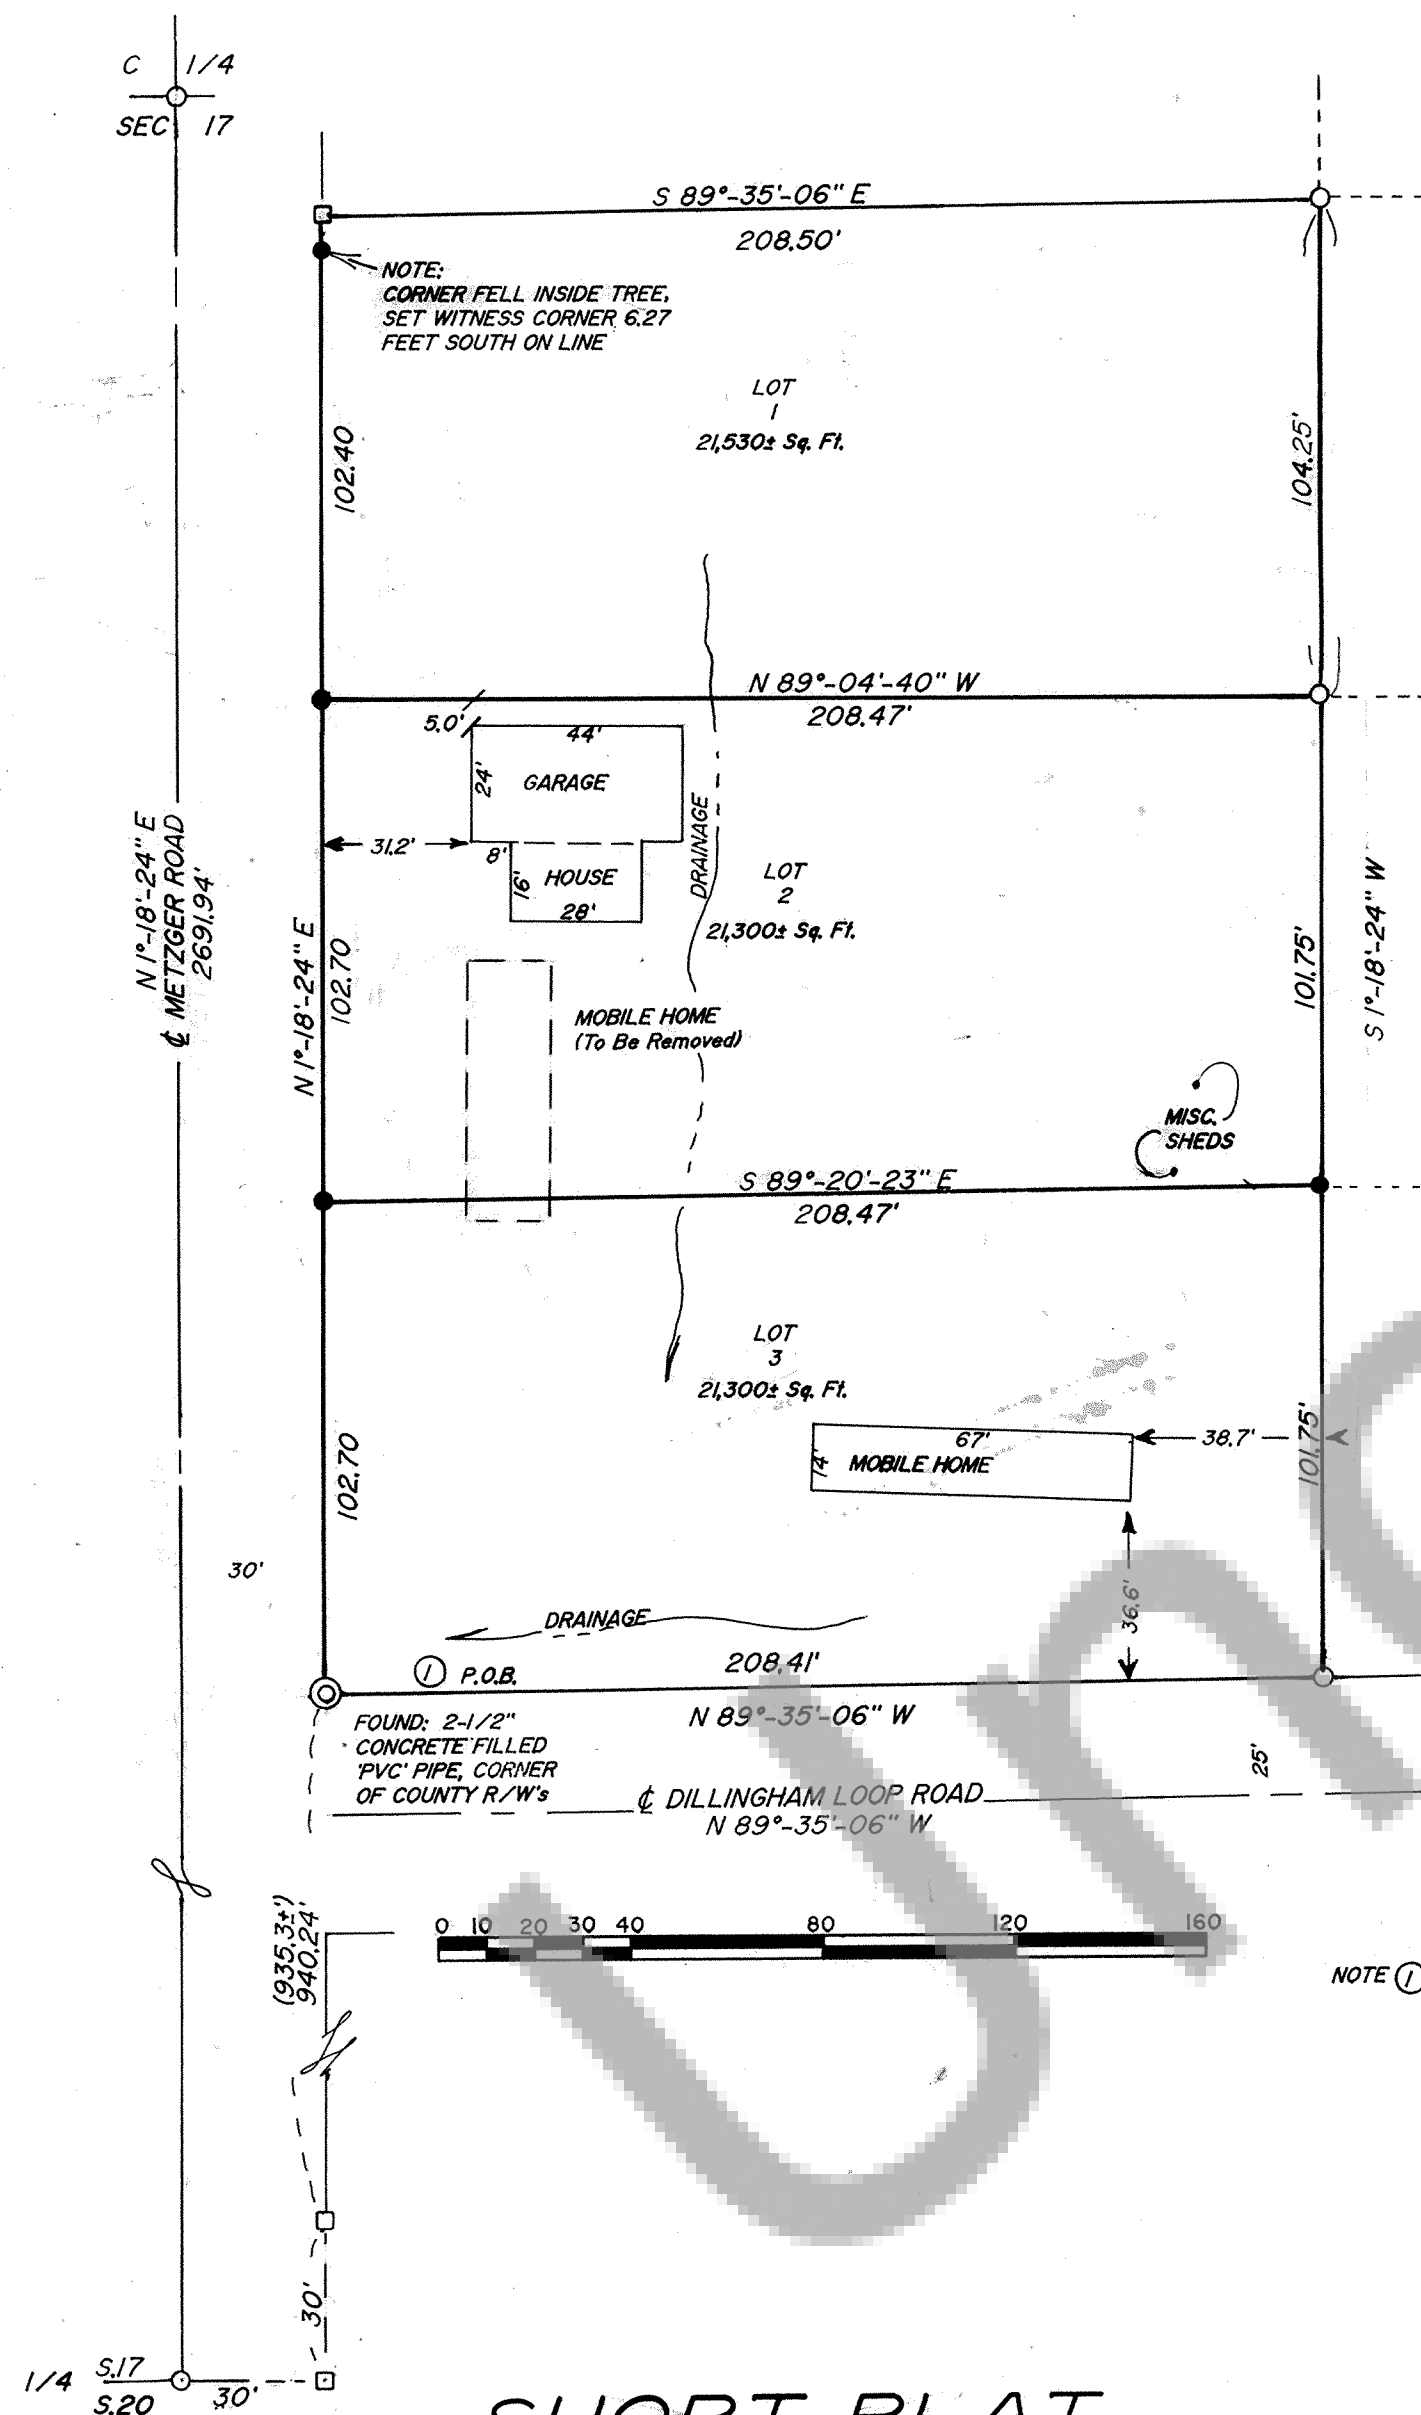 C 1/4
SEC 17
S 89°-35'-06" E
208.50'
NOTE:
CORNER FELL INSIDE TREE,
SET WITNESS CORNER 6.27
FEET SOUTH ON LINE
LOT
1
21,530± Sq. Ft.
102.40
104.25'
N 89°-04'-40" W
208.47'
5.0'
44'
24'
GARAGE
31.2'
8'
16'
HOUSE
28'
DRAINAGE
LOT
2
21,300± Sq. Ft.
N 1°-18'-24" E
₵ METZGER ROAD
2691.94'
N 1°-18'-24" E
102.70
101.75'
S 1°-18'-24" W
MOBILE HOME
(To Be Removed)
MISC.
SHEDS
S 89°-20'-23" E
208.47'
LOT
3
21,300± Sq. Ft.
102.70
67'
14'
MOBILE HOME
38.7'
101.75'
30'
36.6'
DRAINAGE
208.41'
1 P.O.B.
N 89°-35'-06" W
FOUND: 2-1/2"
CONCRETE FILLED
'PVC' PIPE, CORNER
OF COUNTY R/W's
25'
₵ DILLINGHAM LOOP ROAD
N 89°-35'-06" W
(935.3±')
940.24'
0 10 20 30 40 80 120 160
NOTE 1
30'
1/4 S.17
S.20 30'
SHORT PLAT